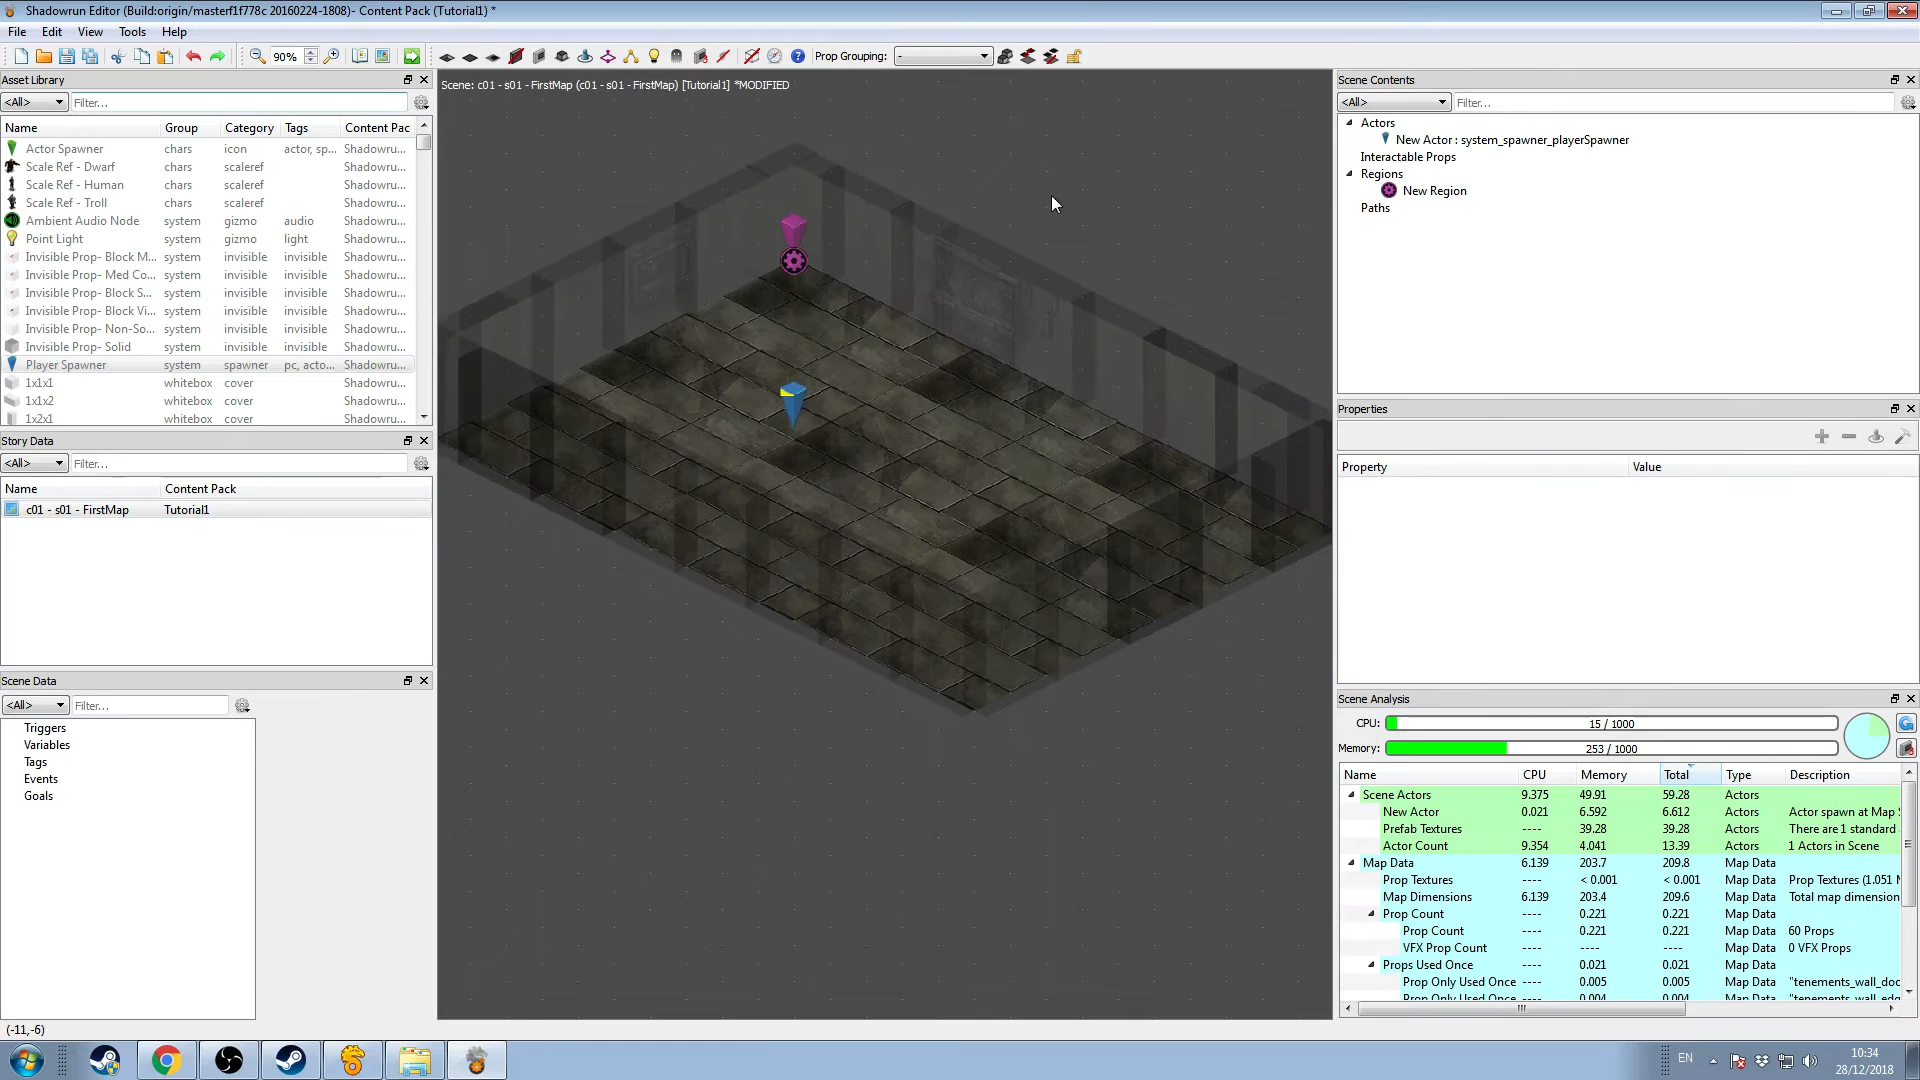 Shadowrun Editor (Build:origin/masterf1f778c 20160224-1808)- Content Pack (Tutorial1) *
File Edit View Tools Help
90% Prop Grouping: -
Asset Library
<All> Filter...
Name Group Category Tags Content Pac
Actor Spawner chars icon actor, sp... Shadowru...
Scale Ref - Dwarf chars scaleref Shadowru...
Scale Ref - Human chars scaleref Shadowru...
Scale Ref - Troll chars scaleref Shadowru...
Ambient Audio Node system gizmo audio Shadowru...
Point Light system gizmo light Shadowru...
Invisible Prop- Block M... system invisible invisible Shadowru...
Invisible Prop- Med Co... system invisible invisible Shadowru...
Invisible Prop- Block S... system invisible invisible Shadowru...
Invisible Prop- Block Vi... system invisible invisible Shadowru...
Invisible Prop- Non-So... system invisible invisible Shadowru...
Invisible Prop- Solid system invisible invisible Shadowru...
Player Spawner system spawner pc, acto... Shadowru...
1x1x1 whitebox cover Shadowru...
1x1x2 whitebox cover Shadowru...
1x2x1 whitebox cover Shadowru...
Story Data
<All> Filter...
Name Content Pack
c01 - s01 - FirstMap Tutorial1
Scene Data
<All> Filter...
Triggers
Variables
Tags
Events
Goals
(-11,-6)
Scene: c01 - s01 - FirstMap (c01 - s01 - FirstMap) [Tutorial1] *MODIFIED
Scene Contents
<All> Filter...
Actors
New Actor : system_spawner_playerSpawner
Interactable Props
Regions
New Region
Paths
Properties
Property Value
Scene Analysis
CPU: 15 / 1000
Memory: 253 / 1000
Name CPU Memory Total Type Description
Scene Actors 9.375 49.91 59.28 Actors
New Actor 0.021 6.592 6.612 Actors Actor spawn at Map
Prefab Textures ---- 39.28 39.28 Actors There are 1 standard
Actor Count 9.354 4.041 13.39 Actors 1 Actors in Scene
Map Data 6.139 203.7 209.8 Map Data
Prop Textures ---- < 0.001 < 0.001 Map Data Prop Textures (1.051
Map Dimensions 6.139 203.4 209.6 Map Data Total map dimension
Prop Count ---- 0.221 0.221 Map Data
Prop Count ---- 0.221 0.221 Map Data 60 Props
VFX Prop Count ---- ---- ---- Map Data 0 VFX Props
Props Used Once ---- 0.021 0.021 Map Data
Prop Only Used Once ---- 0.005 0.005 Map Data "tenements_wall_doc
Prop Only Used Once ---- 0.004 0.004 Map Data "tenements_wall_edg
EN
10:34
28/12/2018